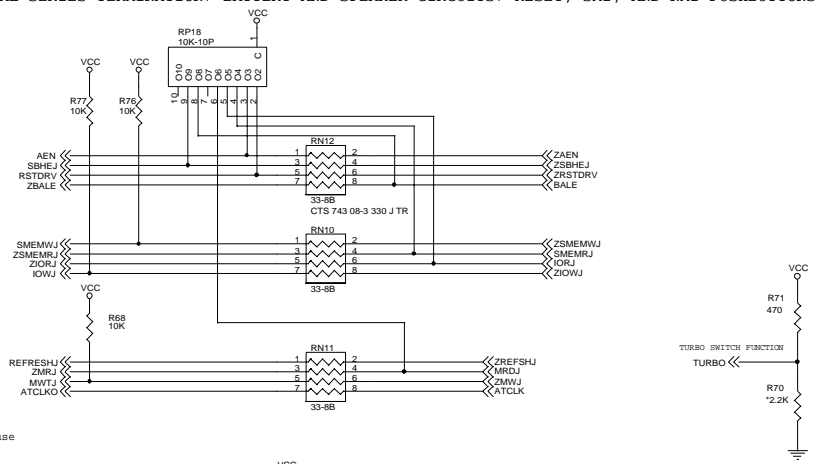 VCC
RP18
10K-10P
1
C
O10
O9
O8
O7
O6
O5
O4
O3
O2
10
9
8
7
6
5
4
3
2
VCC
VCC
R77
10K
R76
10K
RN12
AEN
1
2
ZAEN
SBHEJ
3
4
ZSBHEJ
RSTDRV
5
6
ZRSTDRV
ZBALE
7
8
BALE
33-8B
CTS 743 08-3 330 J TR
RN10
SMEMWJ
1
2
ZSMEMWJ
ZSMEMRJ
3
4
SMEMRJ
ZIORJ
5
6
IORJ
IOWJ
7
8
ZIOWJ
33-8B
VCC
R68
10K
RN11
REFRESHJ
1
2
ZREFSHJ
ZMRJ
3
4
MRDJ
MWTJ
5
6
ZMWJ
ATCLKO
7
8
ATCLK
33-8B
VCC
R71
470
TURBO SWITCH FUNCTION
TURBO
R70
*2.2K